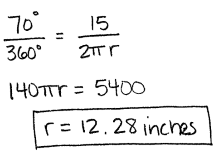 70° / 360° = 15 / 2πr
140πr = 5400
r = 12.28 inches